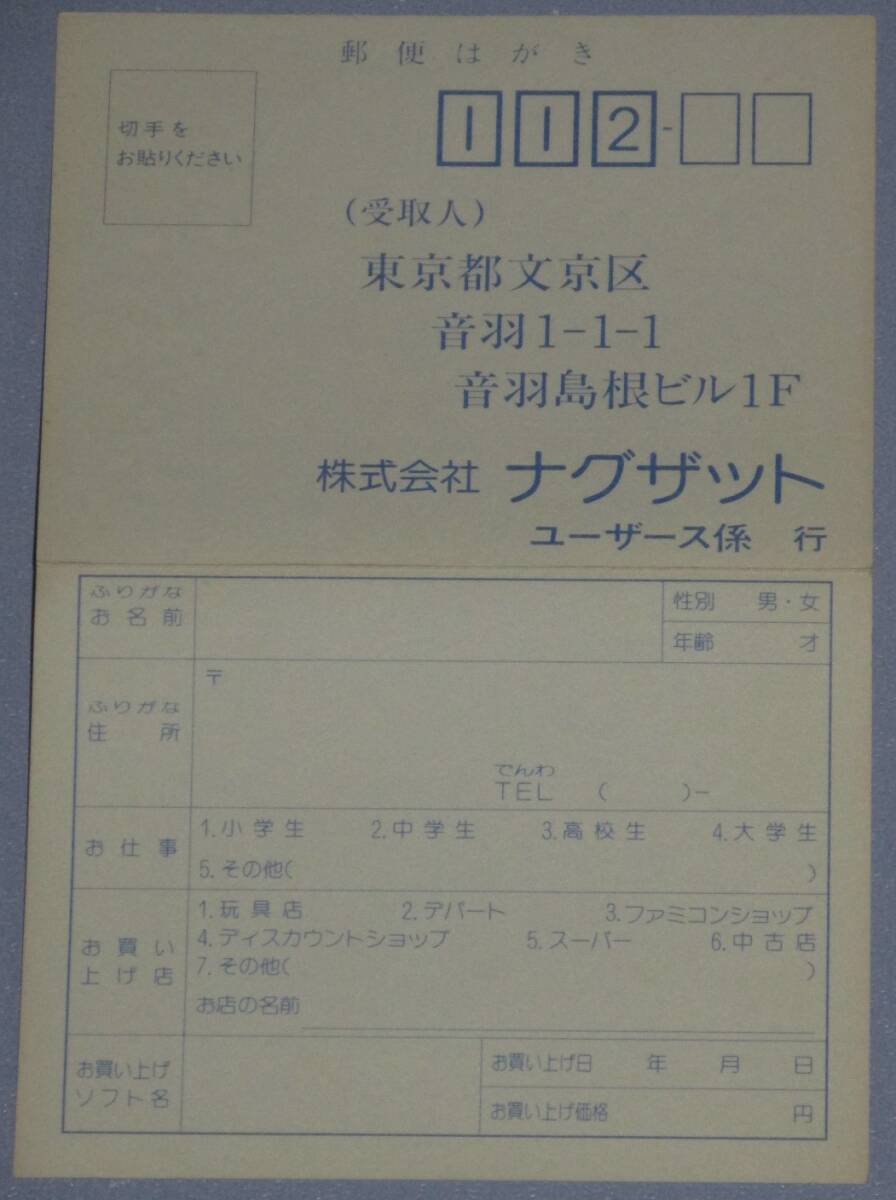 郵便はがき
切手を
お貼りください
112-
(受取人)
東京都文京区
音羽1-1-1
音羽島根ビル1F
株式会社 ナグザット
ユーザース係 行
ふりがな
お名前
性別 男・女
年齢 才
ふりがな
住所
〒
でんわ
TEL ( )-
お仕事
1.小学生 2.中学生 3.高校生 4.大学生
5.その他( )
お買い
上げ店
1.玩具店 2.デパート 3.ファミコンショップ
4.ディスカウントショップ 5.スーパー 6.中古店
7.その他( )
お店の名前
お買い上げ
ソフト名
お買い上げ日 年 月 日
お買い上げ価格 円